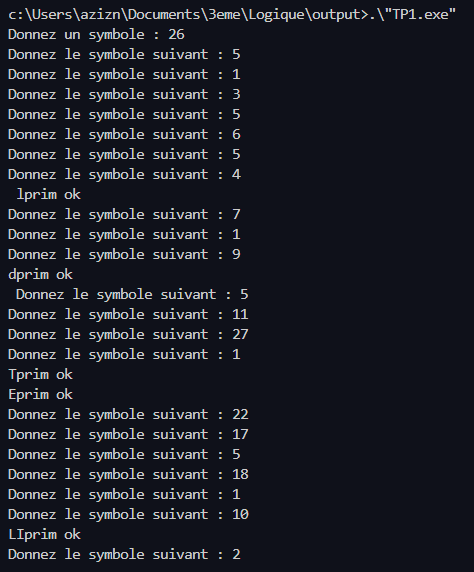 c:\Users\azizn\Documents\3eme\Logique\output>.\"TP1.exe"
Donnez un symbole : 26
Donnez le symbole suivant : 5
Donnez le symbole suivant : 1
Donnez le symbole suivant : 3
Donnez le symbole suivant : 5
Donnez le symbole suivant : 6
Donnez le symbole suivant : 5
Donnez le symbole suivant : 4
 lprim ok
Donnez le symbole suivant : 7
Donnez le symbole suivant : 1
Donnez le symbole suivant : 9
dprim ok
 Donnez le symbole suivant : 5
Donnez le symbole suivant : 11
Donnez le symbole suivant : 27
Donnez le symbole suivant : 1
Tprim ok
Eprim ok
Donnez le symbole suivant : 22
Donnez le symbole suivant : 17
Donnez le symbole suivant : 5
Donnez le symbole suivant : 18
Donnez le symbole suivant : 1
Donnez le symbole suivant : 10
LIprim ok
Donnez le symbole suivant : 2